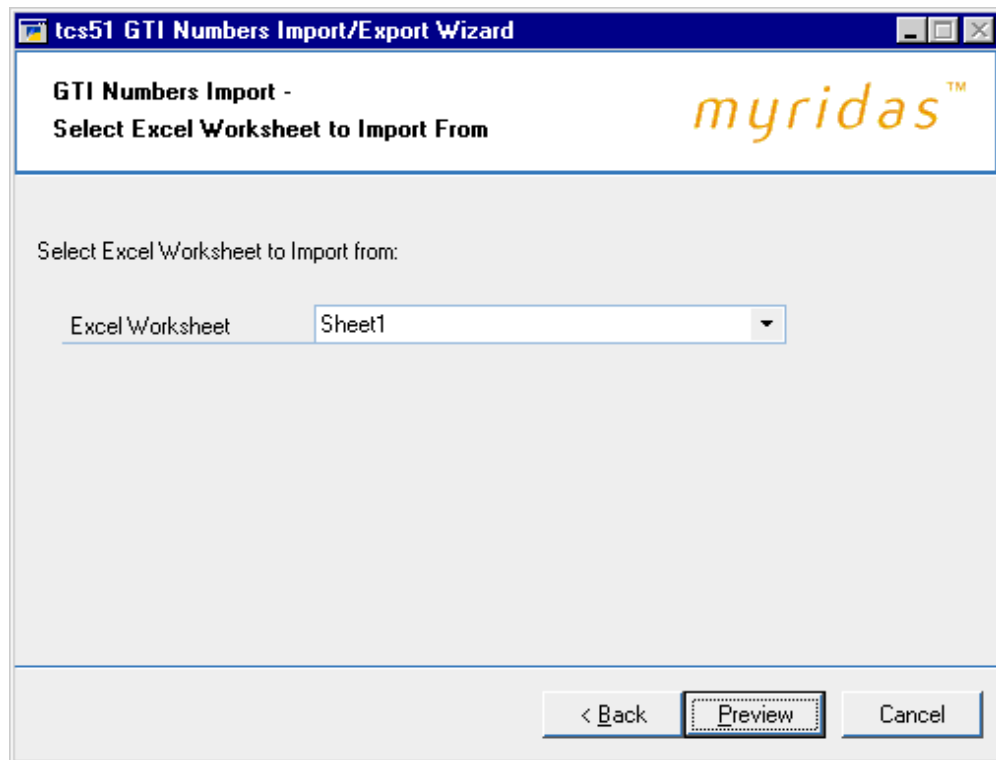 tcs51 GTI Numbers Import/Export Wizard
GTI Numbers Import -
Select Excel Worksheet to Import From
myridas™
Select Excel Worksheet to Import from:
Excel Worksheet Sheet1
< Back Preview Cancel